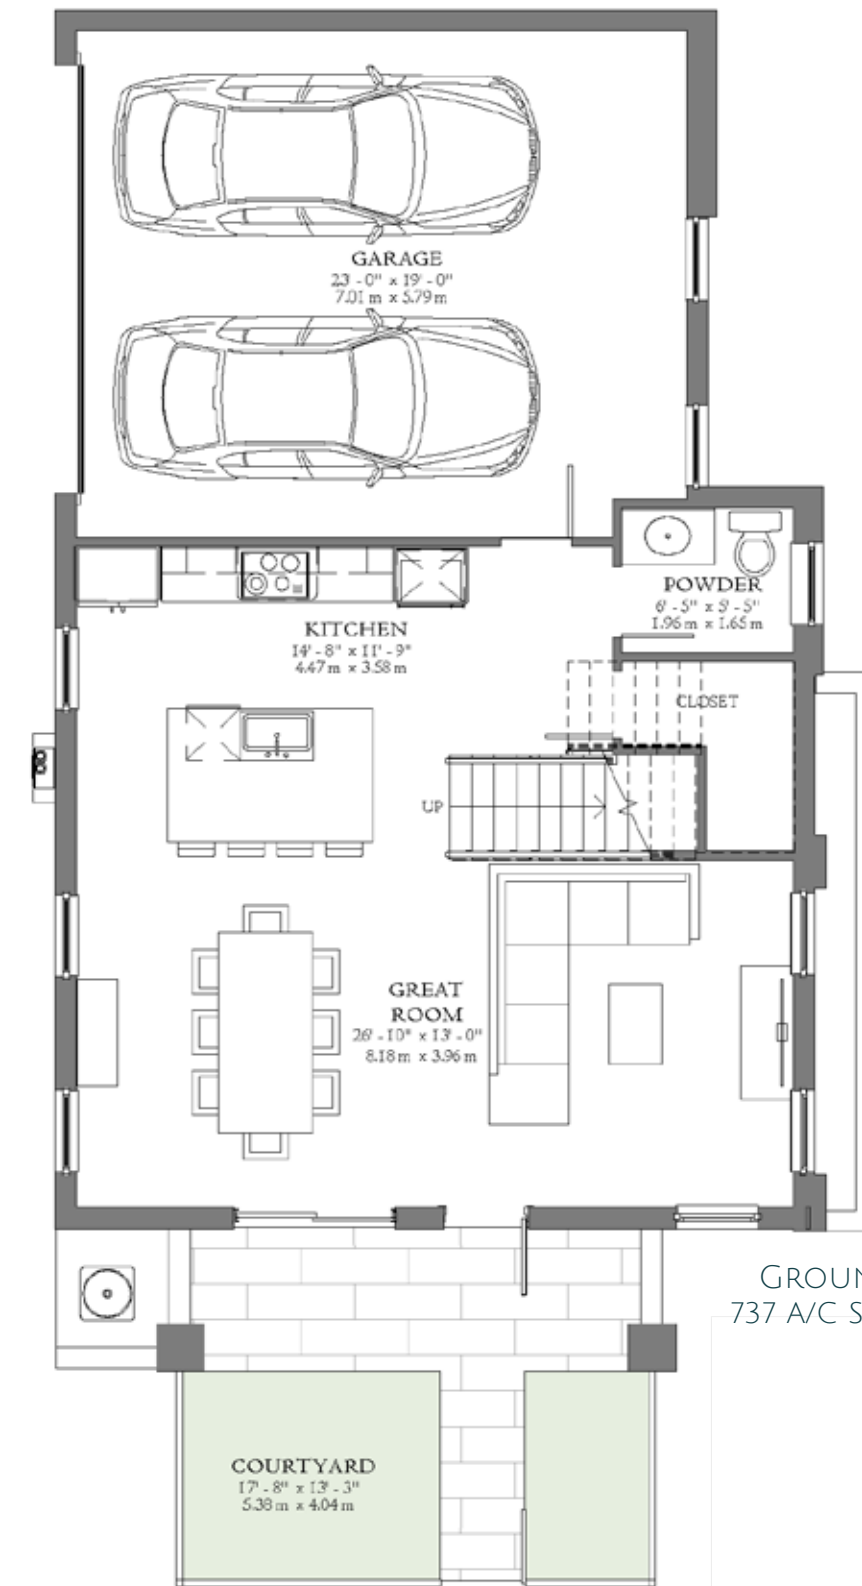 GARAGE
23 - 0" x 19' - 0"
7.01 m x 5.79 m
POWDER
6' - 5" x 5' - 5"
1.96 m x 1.65 m
KITCHEN
14' - 8" x 11' - 9"
4.47 m x 3.58 m
CLOSET
UP
GREAT
ROOM
26' - 10" x 13' - 0"
8.18 m x 3.96 m
GROUN
737 A/C S
COURTYARD
17' - 8" x 13' - 3"
5.38 m x 4.04 m